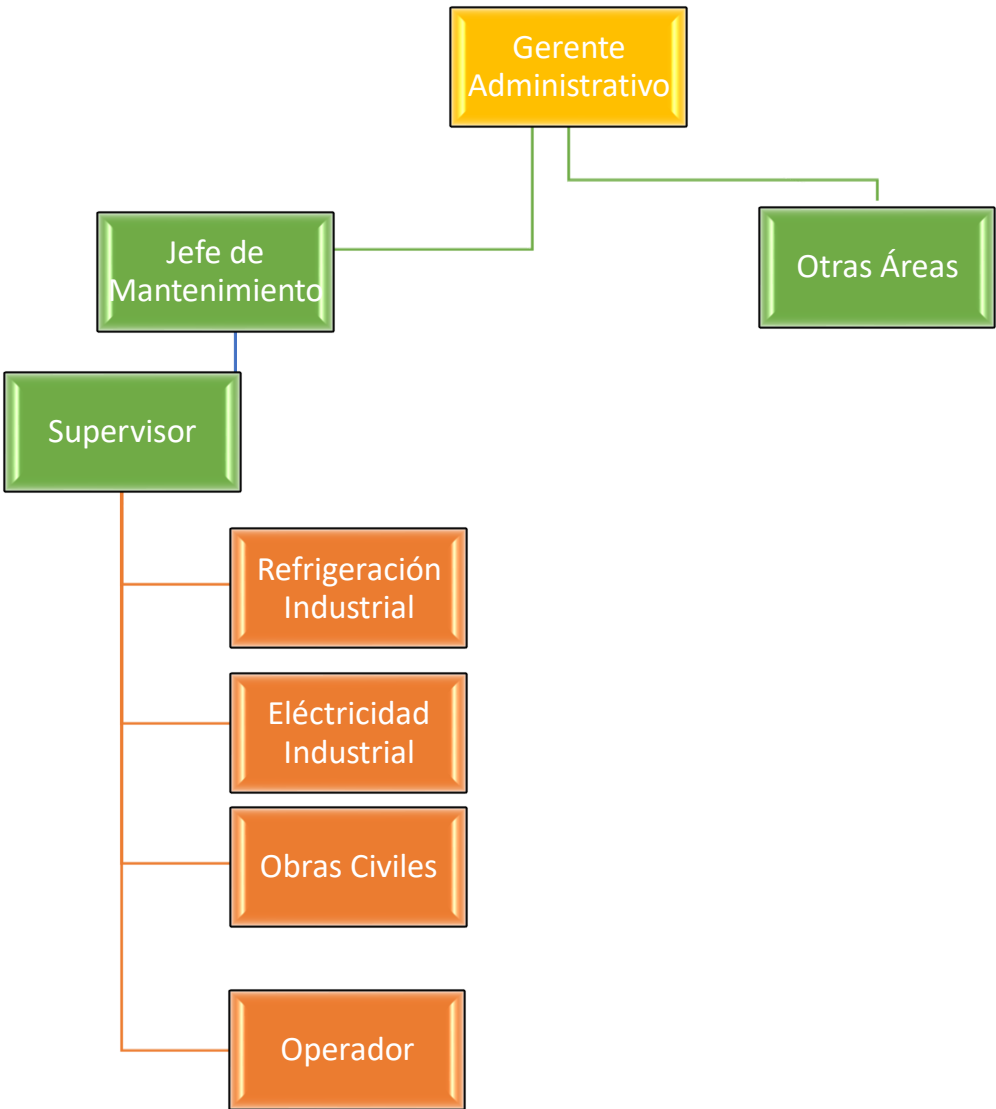 Gerente
Administrativo
Jefe de
Mantenimiento
Otras Áreas
Supervisor
Refrigeración
Industrial
Eléctricidad
Industrial
Obras Civiles
Operador